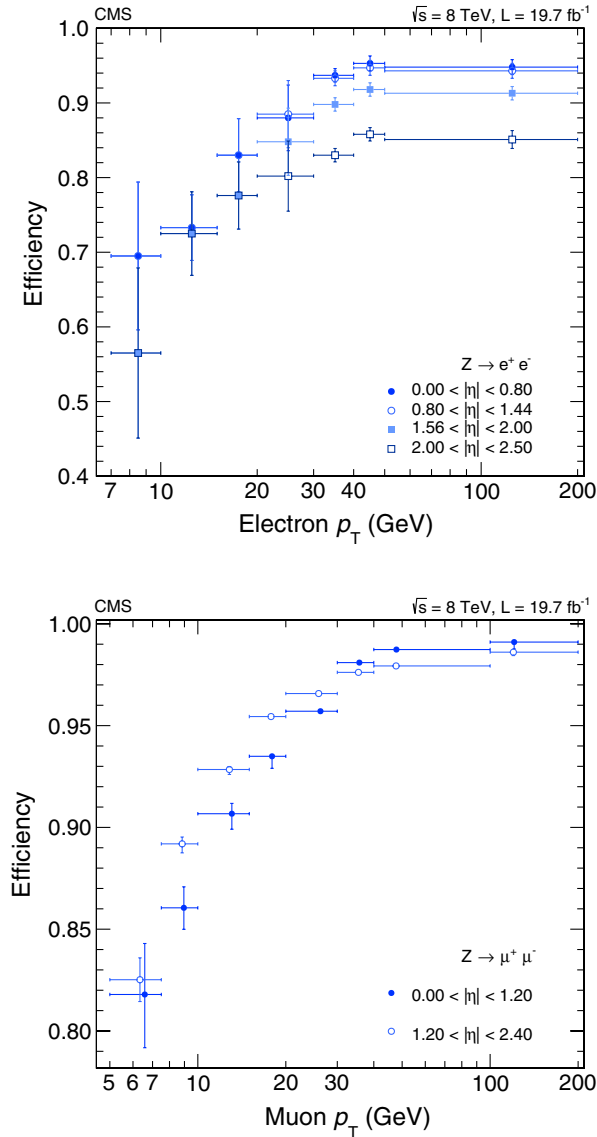 CMS √s = 8 TeV, L = 19.7 fb⁻¹
1.0
0.9
0.8
0.7
0.6
0.5
0.4
Efficiency
Z → e⁺ e⁻
0.00 < |η| < 0.80
0.80 < |η| < 1.44
1.56 < |η| < 2.00
2.00 < |η| < 2.50
7 10 20 30 40 100 200
Electron p_T (GeV)
CMS √s = 8 TeV, L = 19.7 fb⁻¹
1.00
0.95
0.90
0.85
0.80
Efficiency
Z → μ⁺ μ⁻
0.00 < |η| < 1.20
1.20 < |η| < 2.40
5 6 7 10 20 30 100 200
Muon p_T (GeV)